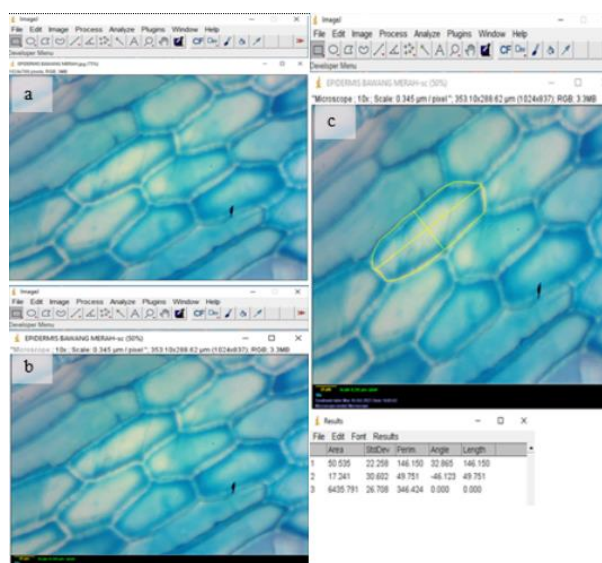 ImageJ
File Edit Image Process Analyze Plugins Window Help
Developer Menu
EPIDERMIS BAWANG MERAH.jpg (75%)
a
ImageJ
File Edit Image Process Analyze Plugins Window Help
Developer Menu
EPIDERMIS BAWANG MERAH-sc (50%)
"Microscope ; 10x ; Scale: 0.345 µm / pixel"; 353.10x288.62 µm (1024x837); RGB; 3.3MB
b
ImageJ
File Edit Image Process Analyze Plugins Window Help
Developer Menu
EPIDERMIS BAWANG MERAH-sc (50%)
"Microscope ; 10x ; Scale: 0.345 µm / pixel"; 353.10x288.62 µm (1024x837); RGB; 3.3MB
c
Results
File Edit Font Results
Area StdDev Perim. Angle Length
1 50.535 22.258 146.150 32.865 146.150
2 17.241 30.602 49.751 -46.123 49.751
3 6435.791 26.708 346.424 0.000 0.000